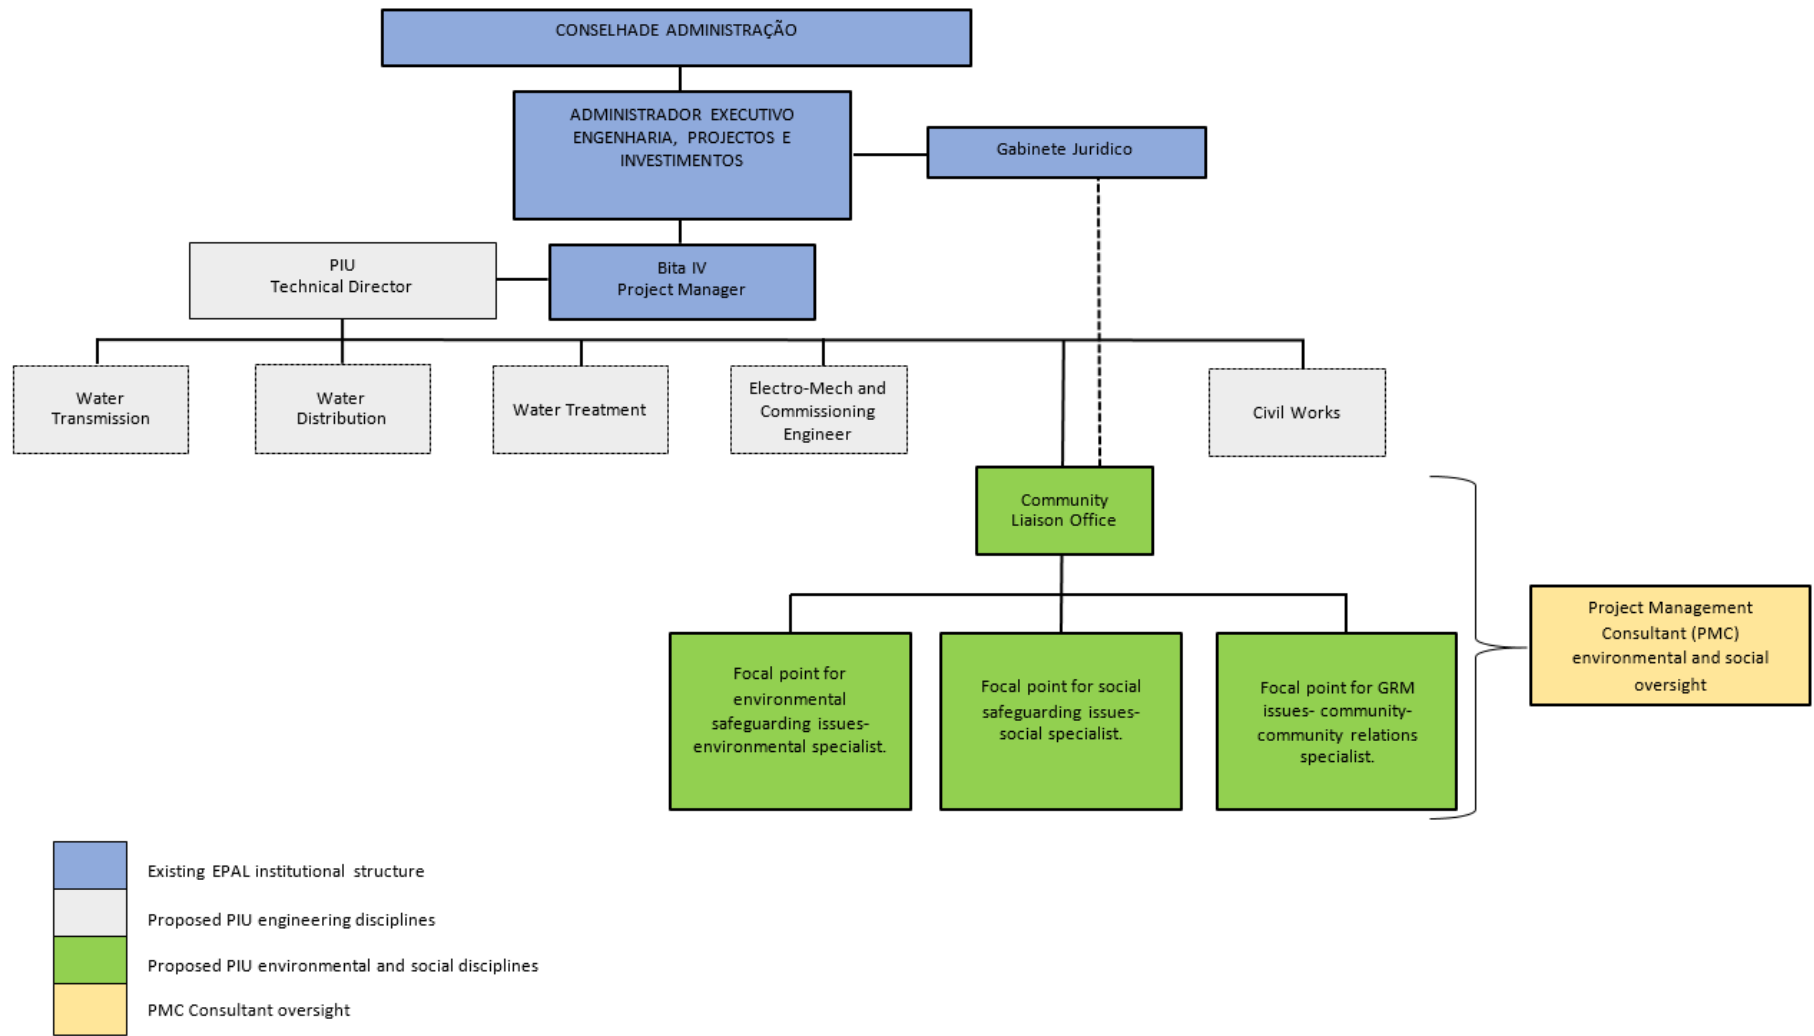 CONSELHADE ADMINISTRAÇÃO
ADMINISTRADOR EXECUTIVO
ENGENHARIA, PROJECTOS E
INVESTIMENTOS
Gabinete Juridico
PIU
Technical Director
Bita IV
Project Manager
Water
Transmission
Water
Distribution
Water Treatment
Electro-Mech and
Commissioning
Engineer
Civil Works
Community
Liaison Office
Focal point for
environmental
safeguarding issues-
environmental specialist.
Focal point for social
safeguarding issues-
social specialist.
Focal point for GRM
issues- community-
community relations
specialist.
Project Management
Consultant (PMC)
environmental and social
oversight
Existing EPAL institutional structure
Proposed PIU engineering disciplines
Proposed PIU environmental and social disciplines
PMC Consultant oversight